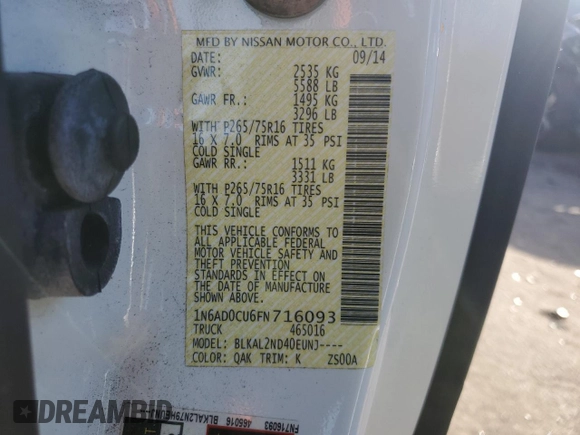 MFD BY NISSAN MOTOR CO., LTD.
DATE: 09/14
GVWR: 2535 KG
5588 LB
GAWR FR.: 1495 KG
3296 LB
WITH P265/75R16 TIRES
16 X 7.0 RIMS AT 35 PSI
COLD SINGLE
GAWR RR.: 1511 KG
3331 LB
WITH P265/75R16 TIRES
16 X 7.0 RIMS AT 35 PSI
COLD SINGLE
THIS VEHICLE CONFORMS TO
ALL APPLICABLE FEDERAL
MOTOR VEHICLE SAFETY AND
THEFT PREVENTION
STANDARDS IN EFFECT ON
THE DATE OF MANUFACTURE
SHOWN ABOVE.
1N6AD0CU6FN716093
TRUCK 465016
MODEL: BLKAL2ND40EUNJ----
COLOR: QAK TRIM: K ZS00A
FN716093
465016
DREAMBID